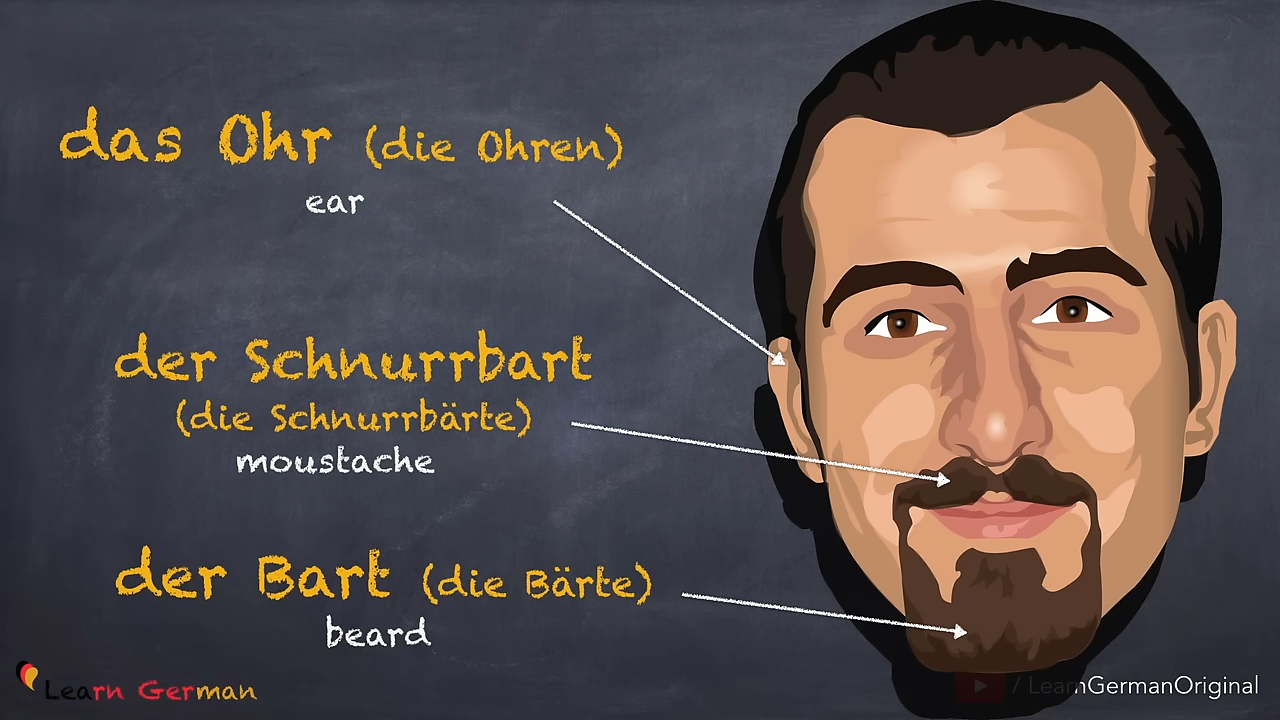 das Ohr (die Ohren)
ear
der Schnurrbart
(die Schnurrbärte)
moustache
der Bart (die Bärte)
beard
Learn German
/ LearnGermanOriginal